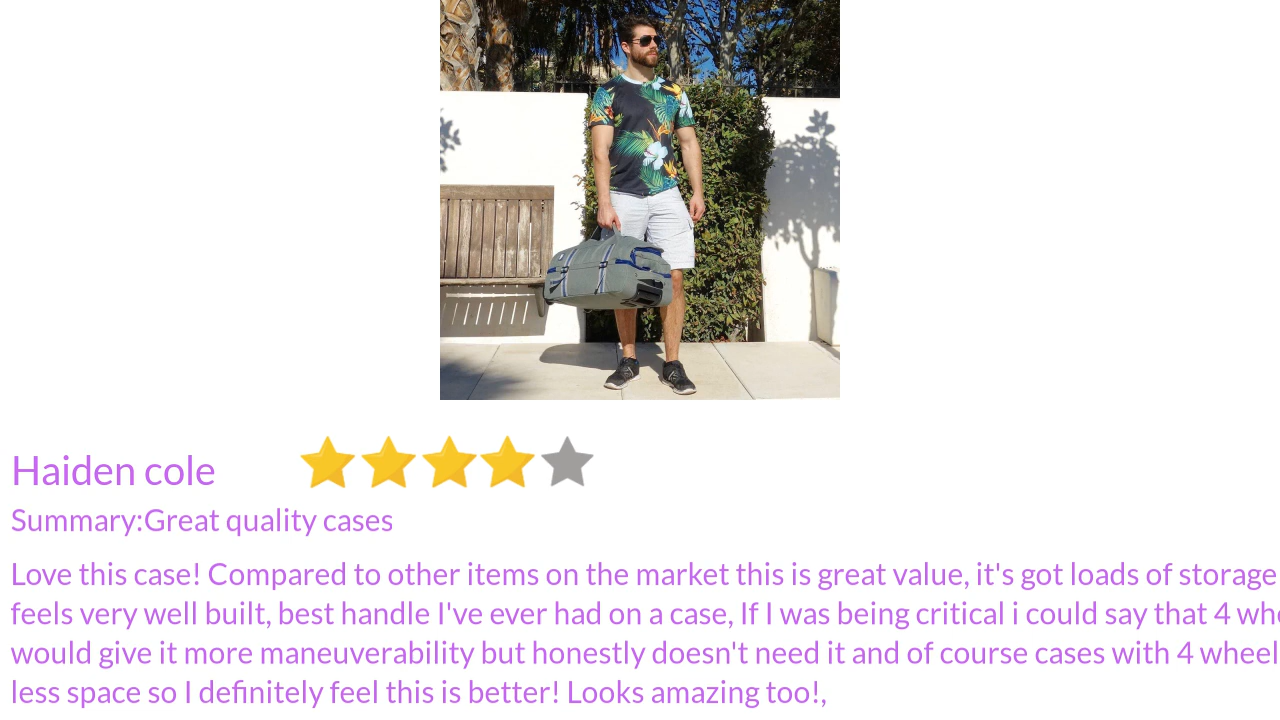 Haiden cole
Summary:Great quality cases
Love this case! Compared to other items on the market this is great value, it's got loads of storage
feels very well built, best handle I've ever had on a case, If I was being critical i could say that 4
would give it more maneuverability but honestly doesn't need it and of course cases with 4 wheel
less space so I definitely feel this is better! Looks amazing too!,